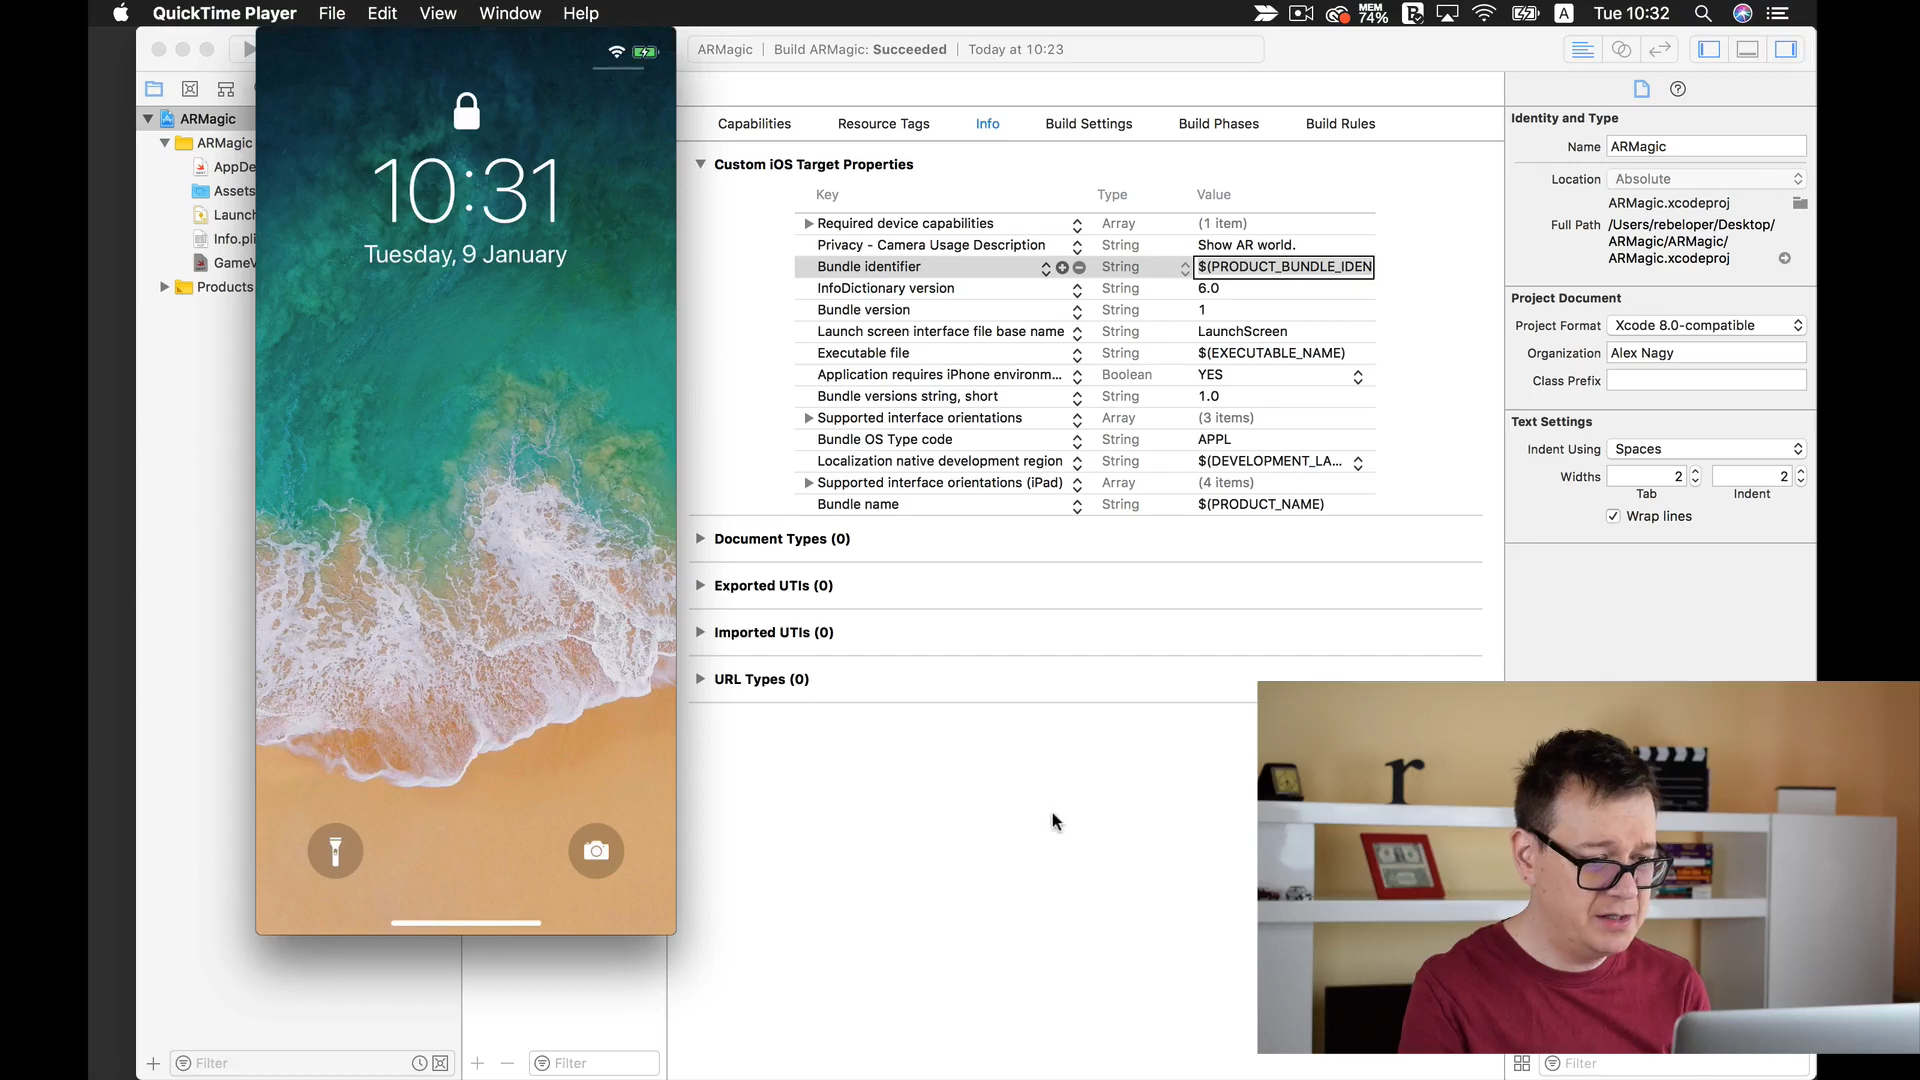 QuickTime Player File Edit View Window Help MEM 74% A Tue 10:32
ARMagic Build ARMagic: Succeeded Today at 10:23
10:31
Tuesday, 9 January
ARMagic
ARMagic
AppDe
Assets
Launch
Info.pli
GameV
Products
Capabilities Resource Tags Info Build Settings Build Phases Build Rules
Custom iOS Target Properties
Key Type Value
Required device capabilities Array (1 item)
Privacy - Camera Usage Description String Show AR world.
Bundle identifier String $(PRODUCT_BUNDLE_IDEN
InfoDictionary version String 6.0
Bundle version String 1
Launch screen interface file base name String LaunchScreen
Executable file String $(EXECUTABLE_NAME)
Application requires iPhone environm... Boolean YES
Bundle versions string, short String 1.0
Supported interface orientations Array (3 items)
Bundle OS Type code String APPL
Localization native development region String $(DEVELOPMENT_LA...
Supported interface orientations (iPad) Array (4 items)
Bundle name String $(PRODUCT_NAME)
Document Types (0)
Exported UTIs (0)
Imported UTIs (0)
URL Types (0)
Identity and Type
Name ARMagic
Location Absolute
ARMagic.xcodeproj
Full Path /Users/rebeloper/Desktop/
ARMagic/ARMagic/
ARMagic.xcodeproj
Project Document
Project Format Xcode 8.0-compatible
Organization Alex Nagy
Class Prefix
Text Settings
Indent Using Spaces
Widths 2 2
Tab Indent
Wrap lines
r
Filter
Filter
Filter